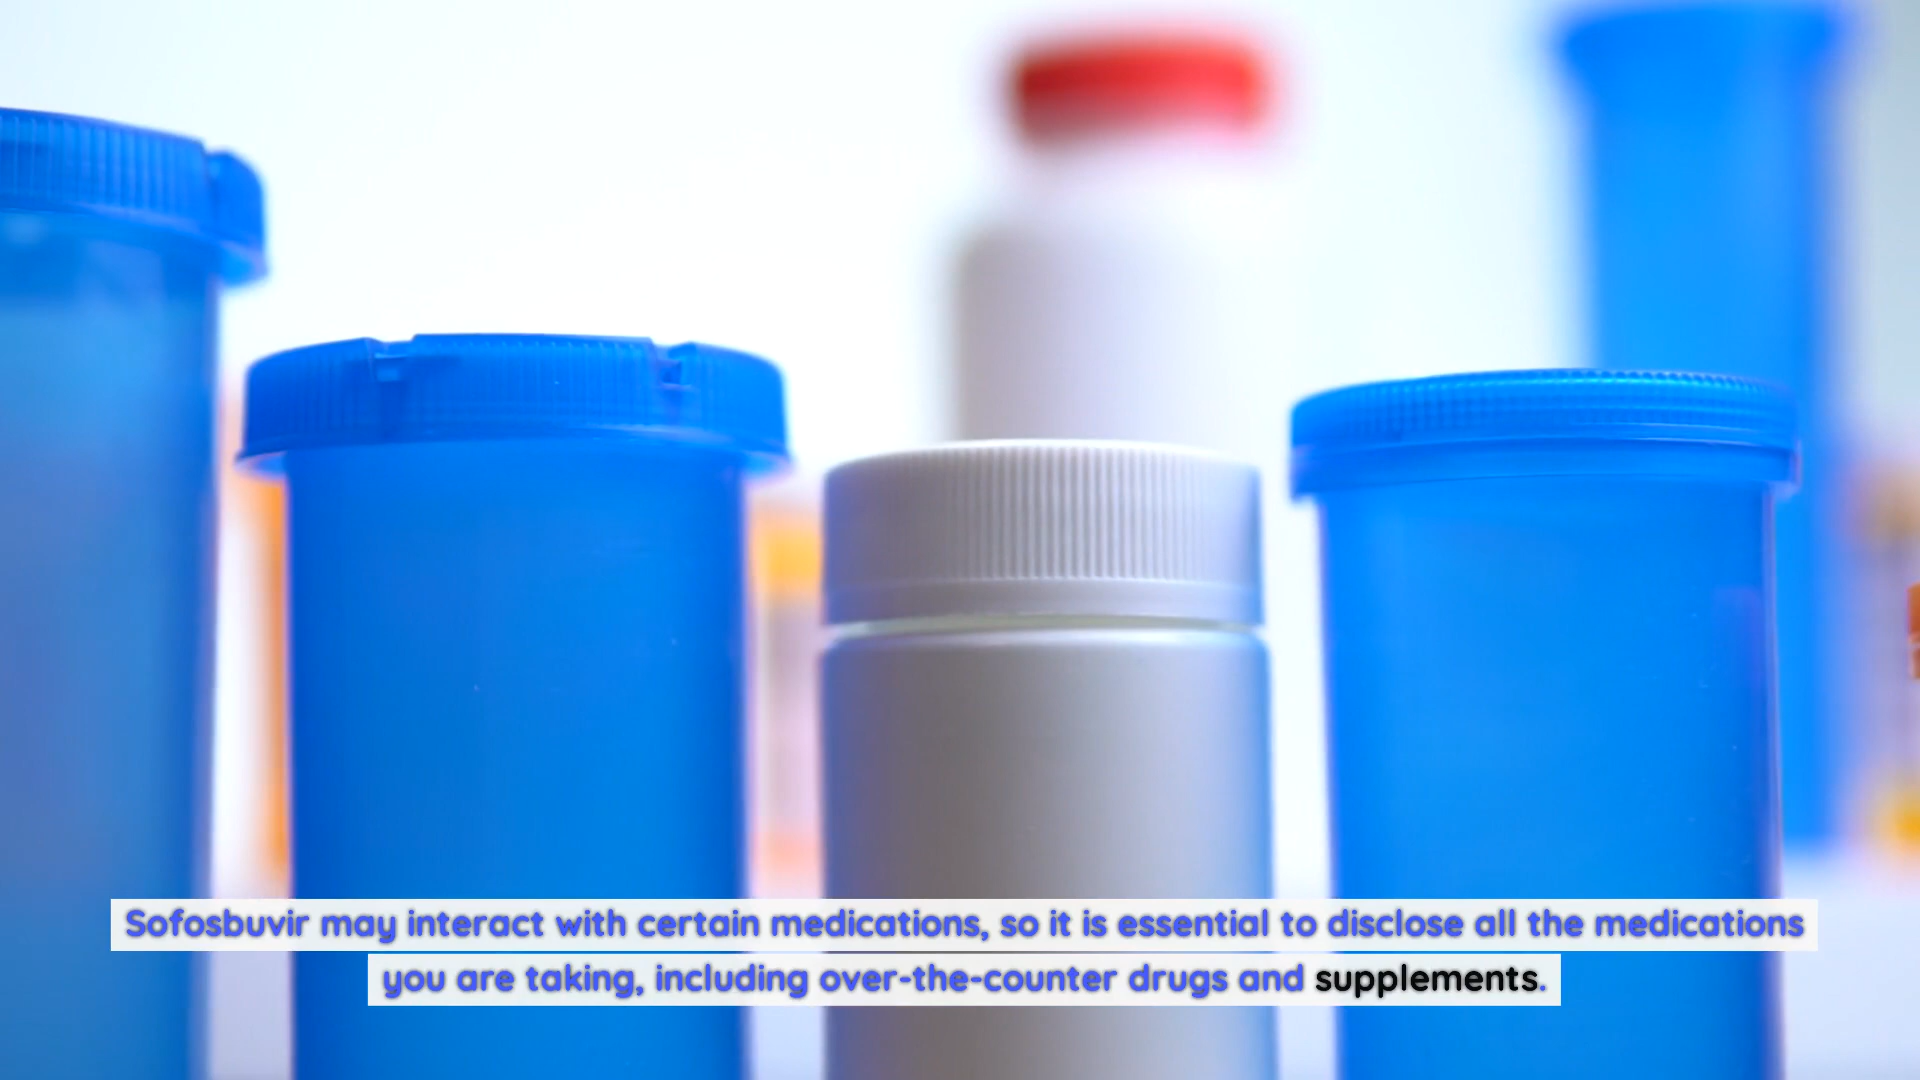 Sofosbuvir may interact with certain medications, so it is essential to disclose all the medications
you are taking, including over-the-counter drugs and supplements.